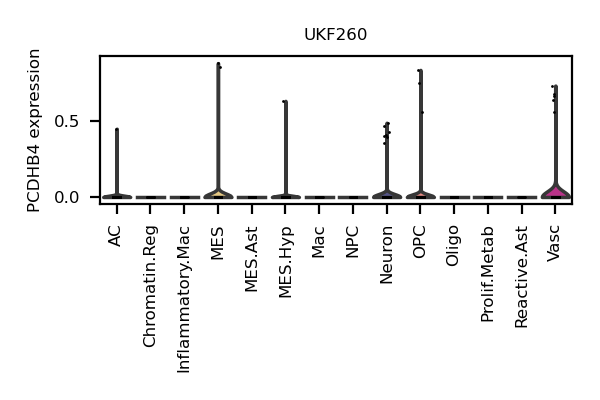 UKF260
PCDHB4 expression
0.5
0.0
AC
Chromatin.Reg
Inflammatory.Mac
MES
MES.Ast
MES.Hyp
Mac
NPC
Neuron
OPC
Oligo
Prolif.Metab
Reactive.Ast
Vasc